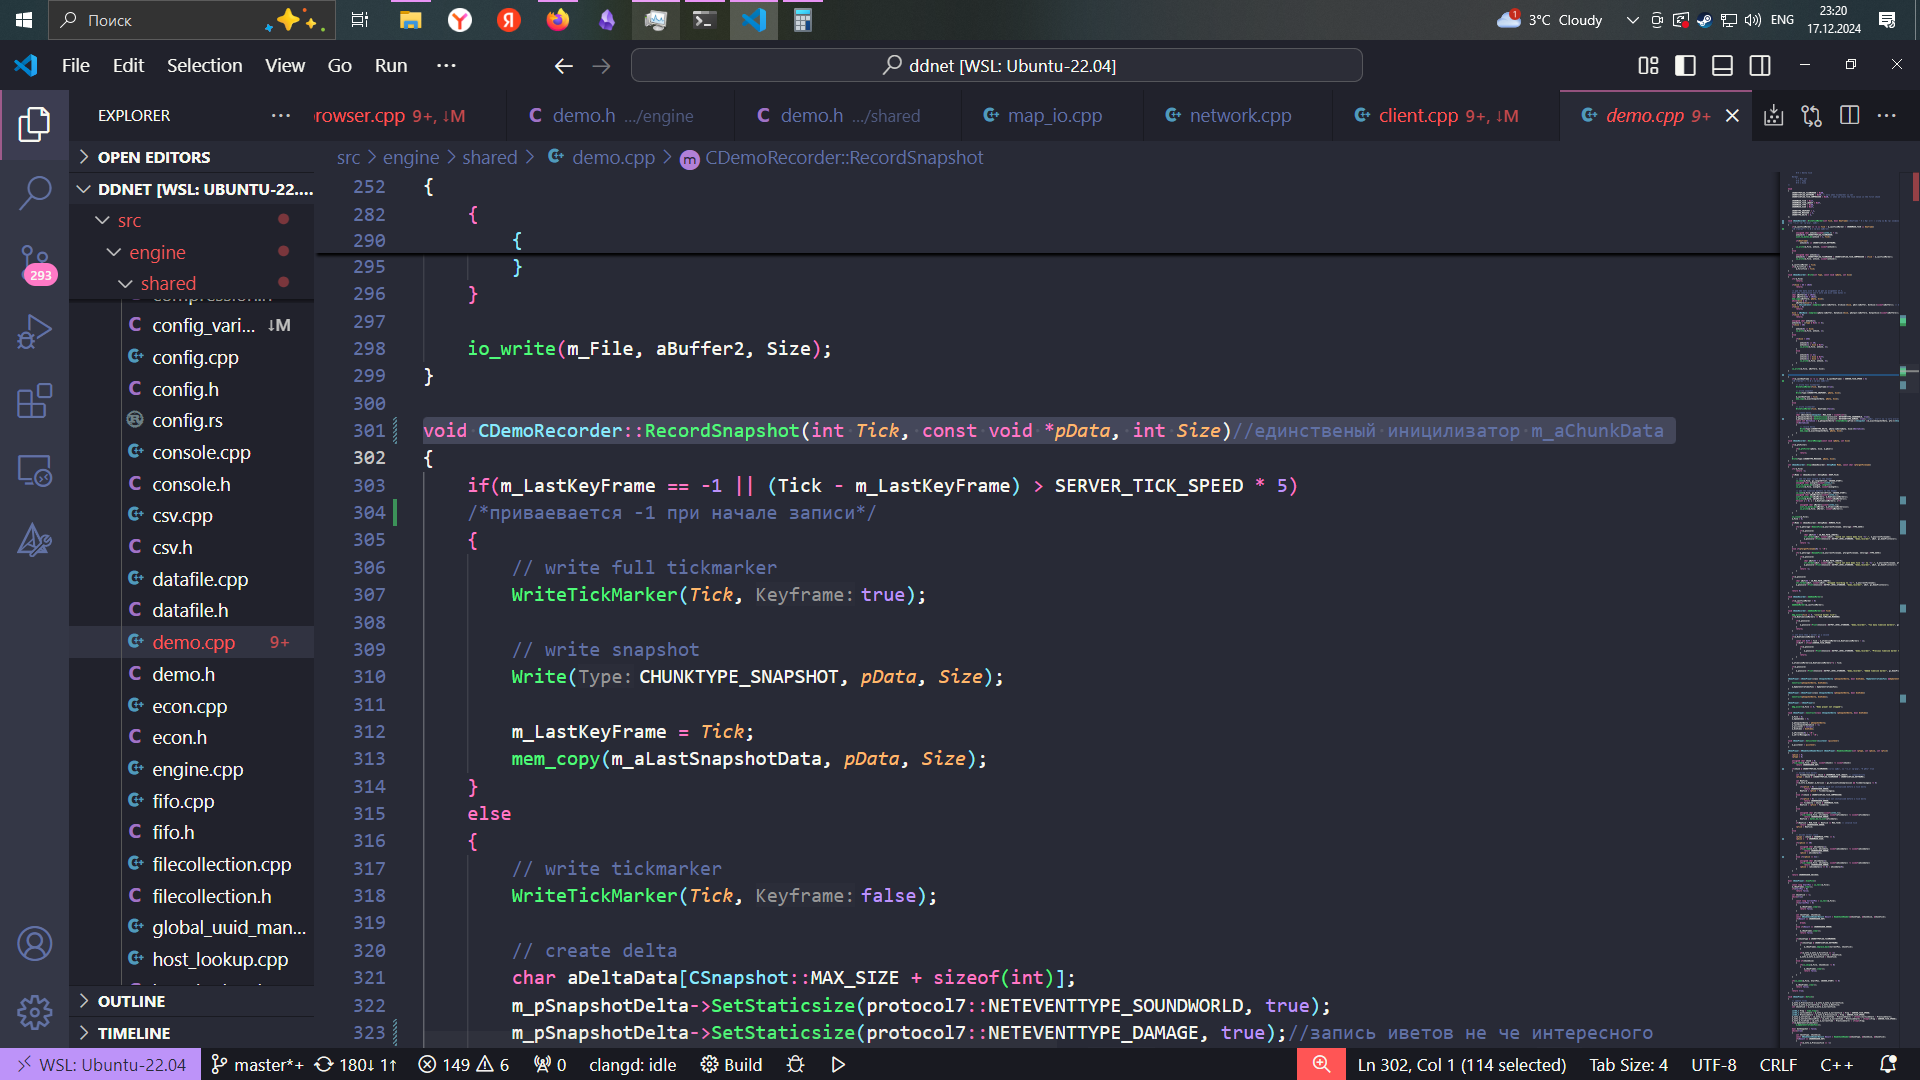 Поиск
3°C Cloudy
ENG
23:20
17.12.2024
File Edit Selection View Go Run ···
ddnet [WSL: Ubuntu-22.04]
EXPLORER ···
rowser.cpp 9+, ↓M
demo.h .../engine
demo.h .../shared
map_io.cpp
network.cpp
client.cpp 9+, ↓M
demo.cpp 9+
OPEN EDITORS
DDNET [WSL: UBUNTU-22....
src
engine
shared
293
config_vari... ↓M
config.cpp
config.h
config.rs
console.cpp
console.h
csv.cpp
csv.h
datafile.cpp
datafile.h
demo.cpp 9+
demo.h
econ.cpp
econ.h
engine.cpp
fifo.cpp
fifo.h
filecollection.cpp
filecollection.h
global_uuid_man...
host_lookup.cpp
OUTLINE
TIMELINE
src > engine > shared > demo.cpp > CDemoRecorder::RecordSnapshot
252 {
282 {
290 {
295 }
296 }
297
298 io_write(m_File, aBuffer2, Size);
299 }
300
301 void CDemoRecorder::RecordSnapshot(int Tick, const void *pData, int Size)//единственый иницилизатор m_aChunkData
302 {
303 if(m_LastKeyFrame == -1 || (Tick - m_LastKeyFrame) > SERVER_TICK_SPEED * 5)
304 /*приваевается -1 при начале записи*/
305 {
306 // write full tickmarker
307 WriteTickMarker(Tick, Keyframe: true);
308
309 // write snapshot
310 Write(Type: CHUNKTYPE_SNAPSHOT, pData, Size);
311
312 m_LastKeyFrame = Tick;
313 mem_copy(m_aLastSnapshotData, pData, Size);
314 }
315 else
316 {
317 // write tickmarker
318 WriteTickMarker(Tick, Keyframe: false);
319
320 // create delta
321 char aDeltaData[CSnapshot::MAX_SIZE + sizeof(int)];
322 m_pSnapshotDelta->SetStaticsize(protocol7::NETEVENTTYPE_SOUNDWORLD, true);
323 m_pSnapshotDelta->SetStaticsize(protocol7::NETEVENTTYPE_DAMAGE, true);//запись иветов не че интересного
WSL: Ubuntu-22.04 master*+ 180↓ 1↑ 149 6 0 clangd: idle Build Ln 302, Col 1 (114 selected) Tab Size: 4 UTF-8 CRLF C++